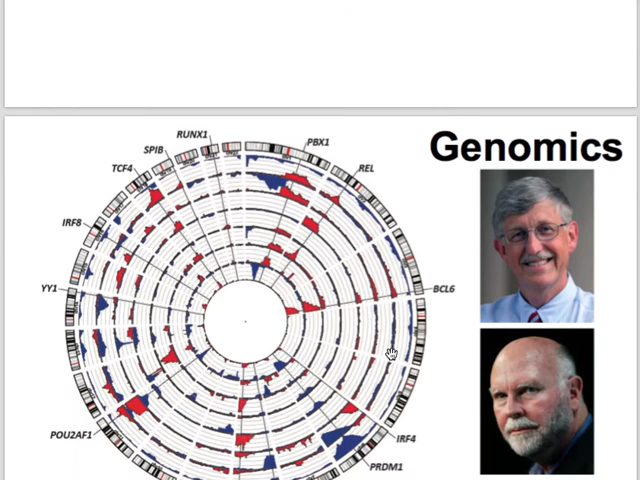 Genomics
RUNX1
PBX1
SPIB
REL
TCF4
IRF8
YY1
BCL6
POU2AF1
IRF4
PRDM1